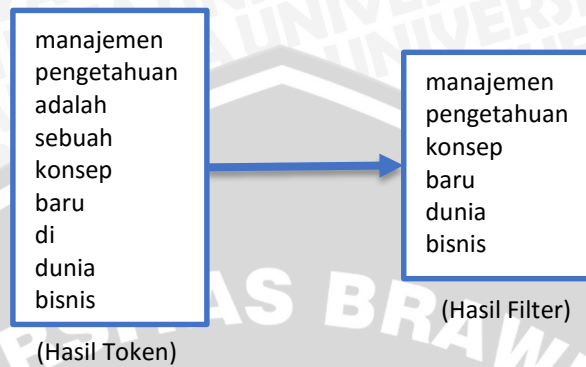 manajemen
pengetahuan
adalah
sebuah
konsep
baru
di
dunia
bisnis
(Hasil Token)
manajemen
pengetahuan
konsep
baru
dunia
bisnis
(Hasil Filter)